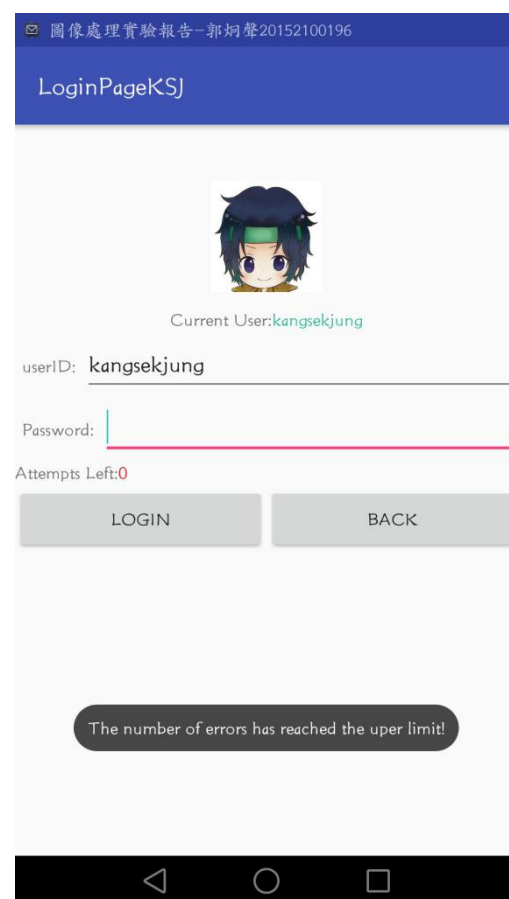 圖像處理實驗報告-郭炯聲20152100196
LoginPageKSJ
Current User:kangsekjung
userID: kangsekjung
Password:
Attempts Left:0
LOGIN BACK
The number of errors has reached the uper limit!